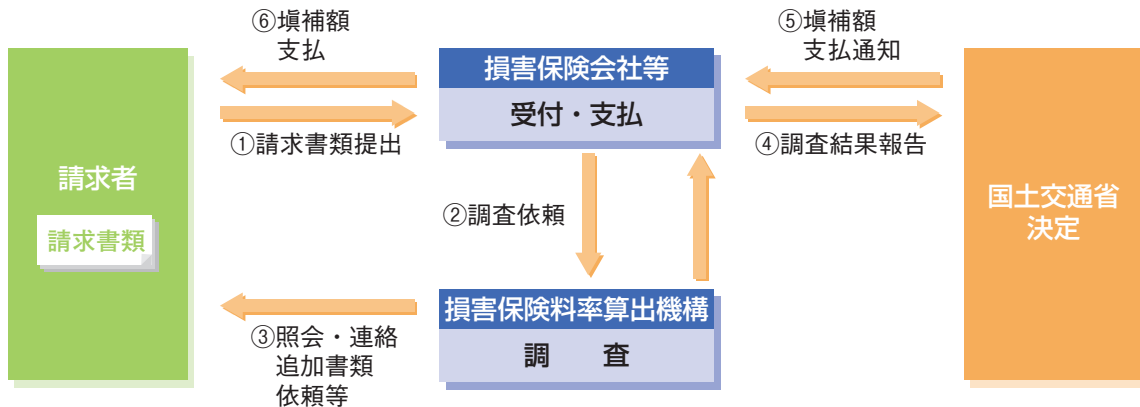 ⑥塡補額
支払
⑤塡補額
支払通知
損害保険会社等
受付・支払
①請求書類提出
④調査結果報告
請求者
請求書類
②調査依頼
国土交通省
決定
損害保険料率算出機構
調　査
③照会・連絡
追加書類
依頼等